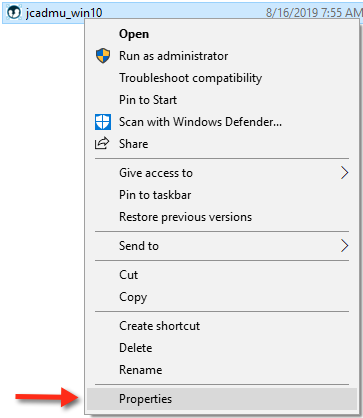 jcadmu_win10 8/16/2019 7:55 AM
Open
Run as administrator
Troubleshoot compatibility
Pin to Start
Scan with Windows Defender...
Share
Give access to
Pin to taskbar
Restore previous versions
Send to
Cut
Copy
Create shortcut
Delete
Rename
Properties